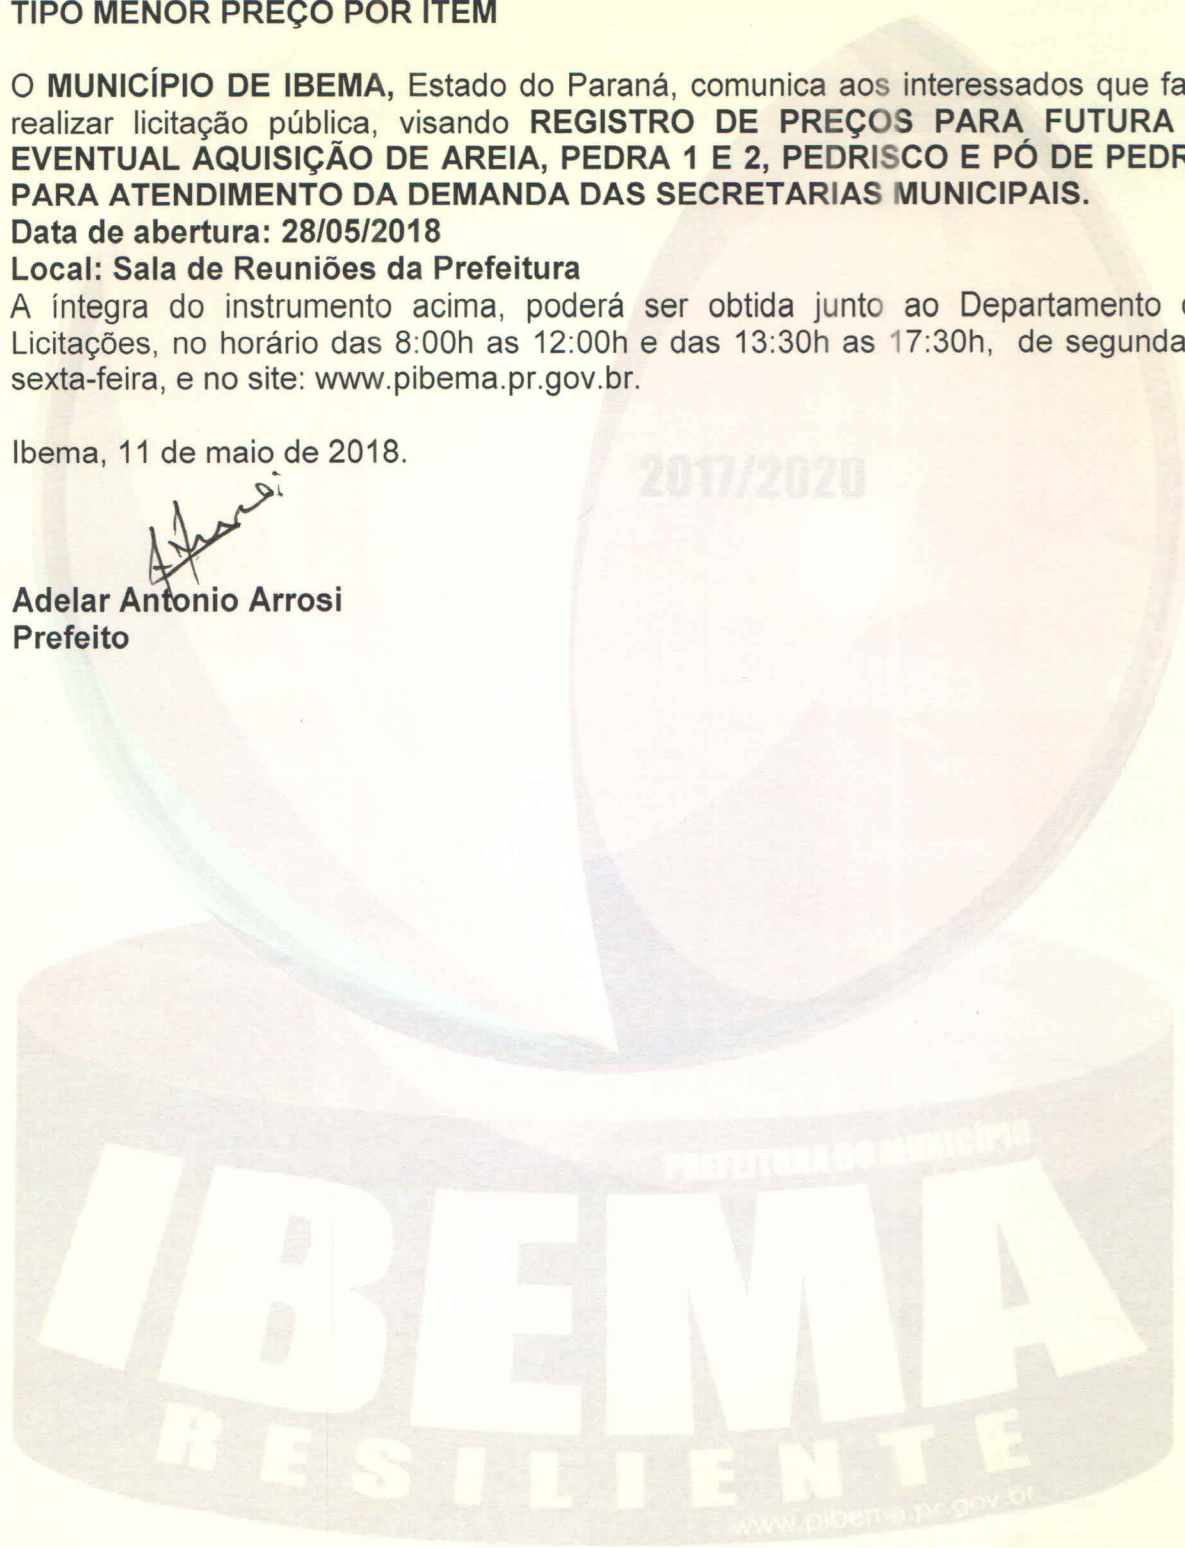 TIPO MENOR PREÇO POR ITEM
O MUNICÍPIO DE IBEMA, Estado do Paraná, comunica aos interessados que fa
realizar licitação pública, visando REGISTRO DE PREÇOS PARA FUTURA
EVENTUAL AQUISIÇÃO DE AREIA, PEDRA 1 E 2, PEDRISCO E PÓ DE PEDR
PARA ATENDIMENTO DA DEMANDA DAS SECRETARIAS MUNICIPAIS.
Data de abertura: 28/05/2018
Local: Sala de Reuniões da Prefeitura
A íntegra do instrumento acima, poderá ser obtida junto ao Departamento
Licitações, no horário das 8:00h as 12:00h e das 13:30h as 17:30h, de segunda
sexta-feira, e no site: www.pibema.pr.gov.br.
Ibema, 11 de maio de 2018.
2017/2020
Adelar Antonio Arrosi
Prefeito
PREFEITURA DO MUNICÍPIO
IBEMA
RESILIENTE
www.pibema.pr.gov.br